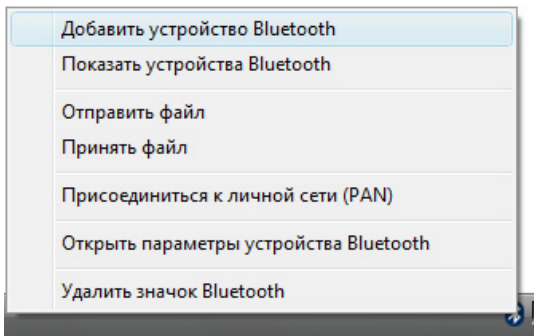 Добавить устройство Bluetooth
Показать устройства Bluetooth
Отправить файл
Принять файл
Присоединиться к личной сети (PAN)
Открыть параметры устройства Bluetooth
Удалить значок Bluetooth